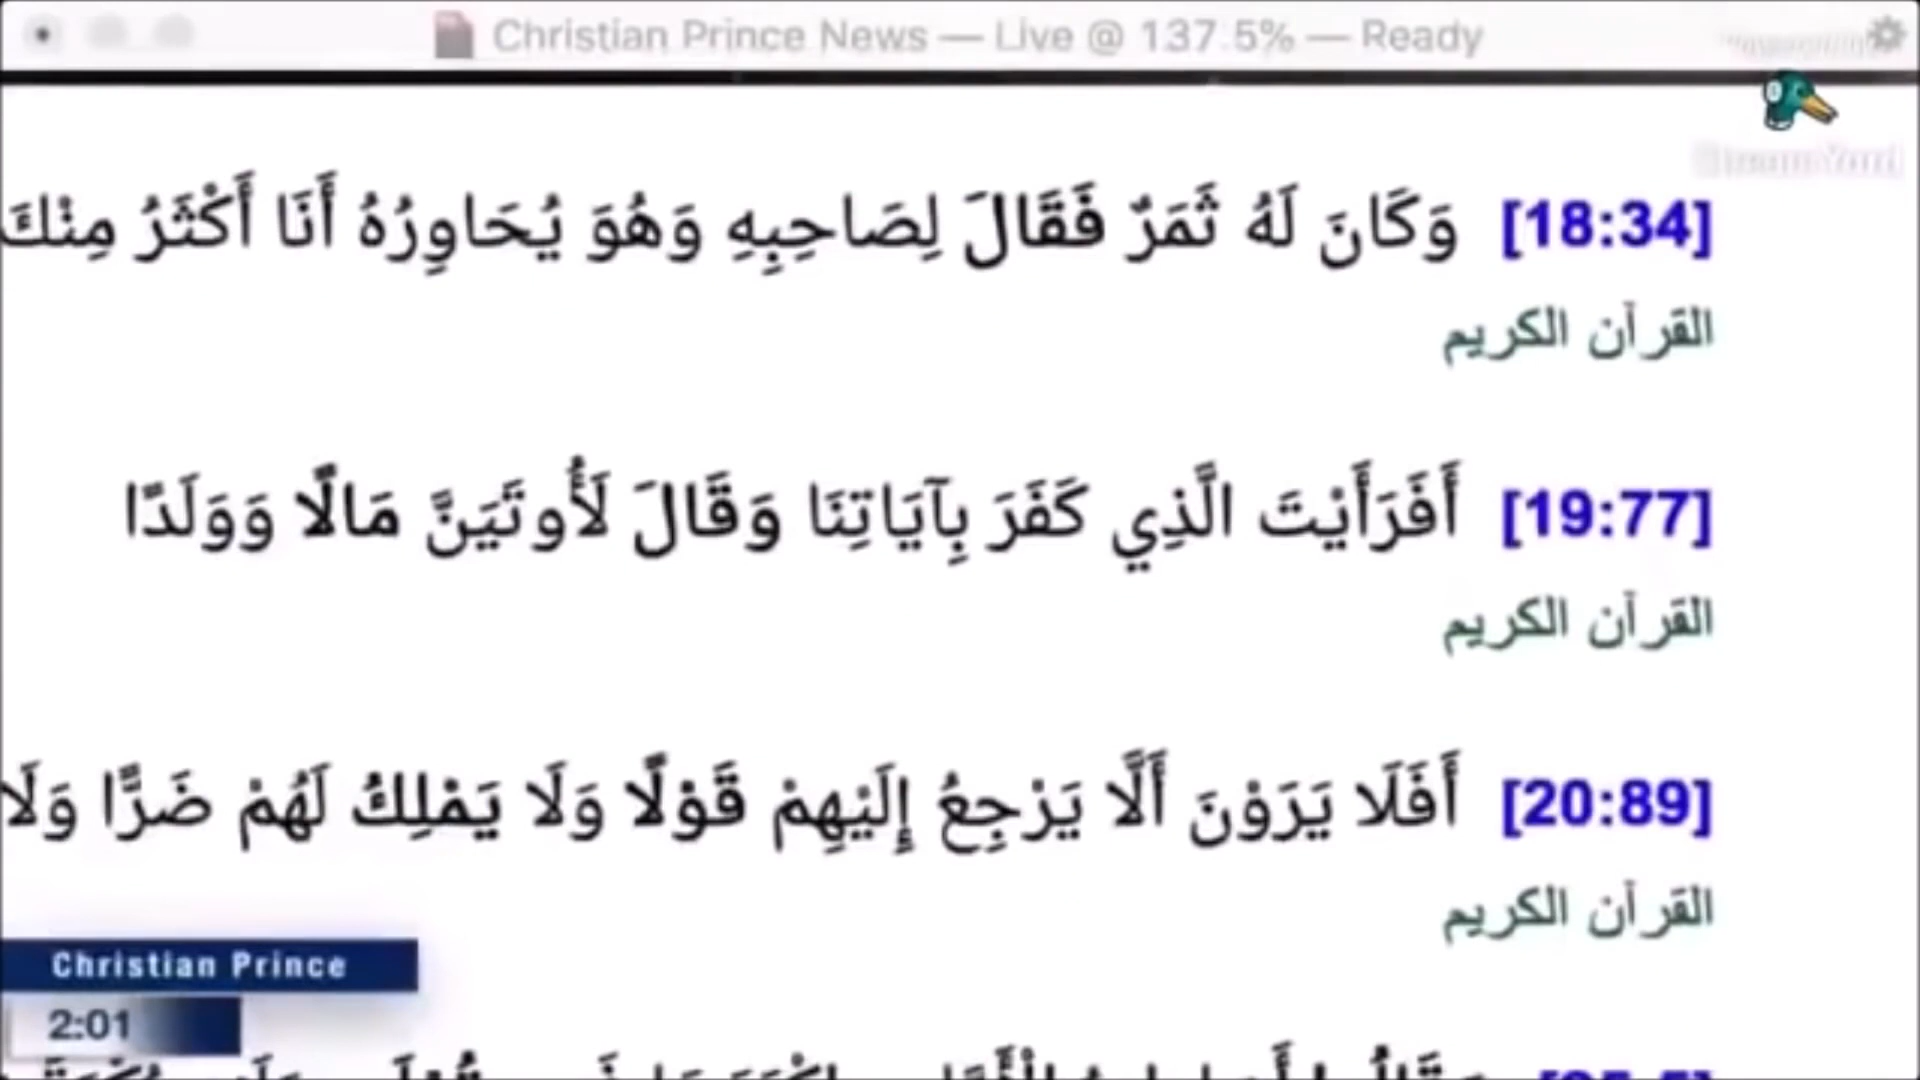 Christian Prince News — Live @ 137.5% — Ready
[18:34] وَكَانَ لَهُ ثَمَرٌ فَقَالَ لِصَاحِبِهِ وَهُوَ يُحَاوِرُهُ أَنَا أَكْثَرُ مِنْكَ
القرآن الكريم
[19:77] أَفَرَأَيْتَ الَّذِي كَفَرَ بِآيَاتِنَا وَقَالَ لَأُوتَيَنَّ مَالًا وَوَلَدًا
القرآن الكريم
[20:89] أَفَلَا يَرَوْنَ أَلَّا يَرْجِعُ إِلَيْهِمْ قَوْلًا وَلَا يَمْلِكُ لَهُمْ ضَرًّا وَلَا
القرآن الكريم
Christian Prince
2:01